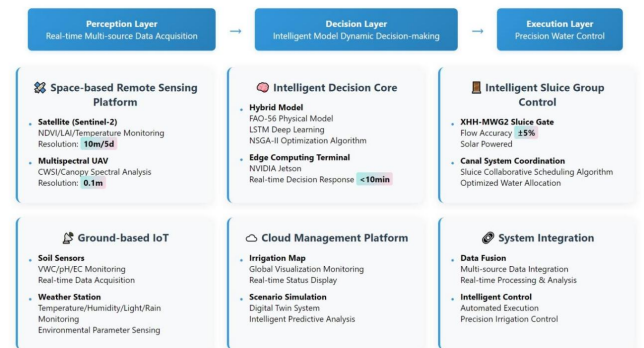 Perception Layer
Real-time Multi-source Data Acquisition
→
Decision Layer
Intelligent Model Dynamic Decision-making
→
Execution Layer
Precision Water Control
Space-based Remote Sensing
Platform
Satellite (Sentinel-2)
NDVI/LAI/Temperature Monitoring
Resolution: 10m/5d
Multispectral UAV
CWSI/Canopy Spectral Analysis
Resolution: 0.1m
Intelligent Decision Core
Hybrid Model
FAO-56 Physical Model
LSTM Deep Learning
NSGA-II Optimization Algorithm
Edge Computing Terminal
NVIDIA Jetson
Real-time Decision Response <10min
Intelligent Sluice Group
Control
XHH-MWG2 Sluice Gate
Flow Accuracy ±5%
Solar Powered
Canal System Coordination
Sluice Collaborative Scheduling Algorithm
Optimized Water Allocation
Ground-based IoT
Soil Sensors
VWC/pH/EC Monitoring
Real-time Data Acquisition
Weather Station
Temperature/Humidity/Light/Rain
Monitoring
Environmental Parameter Sensing
Cloud Management Platform
Irrigation Map
Global Visualization Monitoring
Real-time Status Display
Scenario Simulation
Digital Twin System
Intelligent Predictive Analysis
System Integration
Data Fusion
Multi-source Data Integration
Real-time Processing & Analysis
Intelligent Control
Automated Execution
Precision Irrigation Control